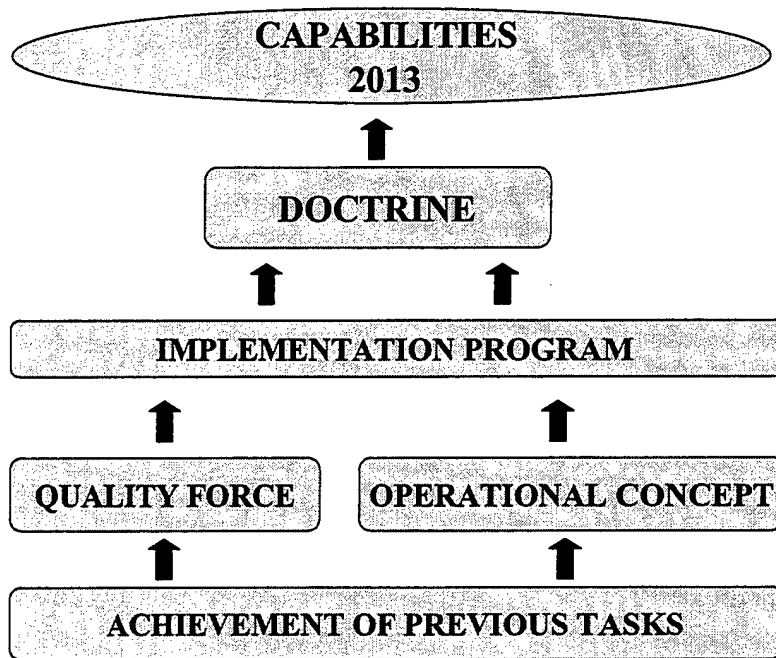 CAPABILITIES
2013
DOCTRINE
IMPLEMENTATION PROGRAM
QUALITY FORCE
OPERATIONAL CONCEPT
ACHIEVEMENT OF PREVIOUS TASKS